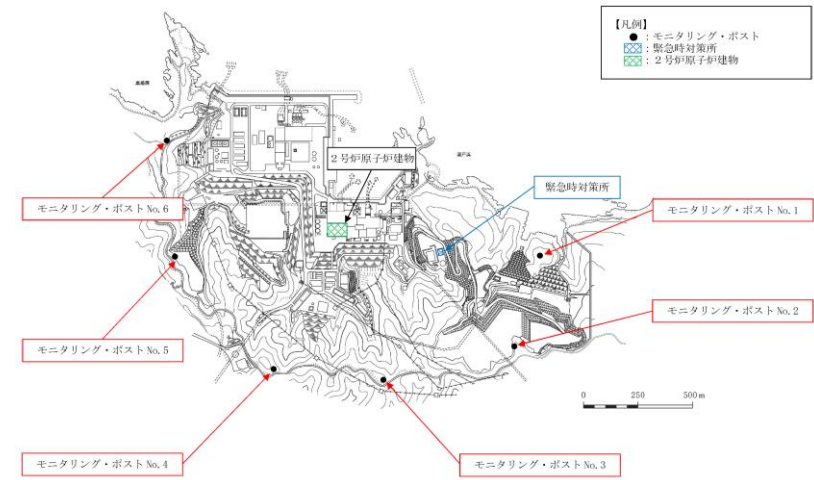 【凡例】
●：モニタリング・ポスト
：緊急時対策所
：２号炉原子炉建物
２号炉原子炉建物
緊急時対策所
モニタリング・ポストNo.6
モニタリング・ポストNo.1
モニタリング・ポストNo.2
モニタリング・ポストNo.5
0 250 500m
モニタリング・ポストNo.4
モニタリング・ポストNo.3